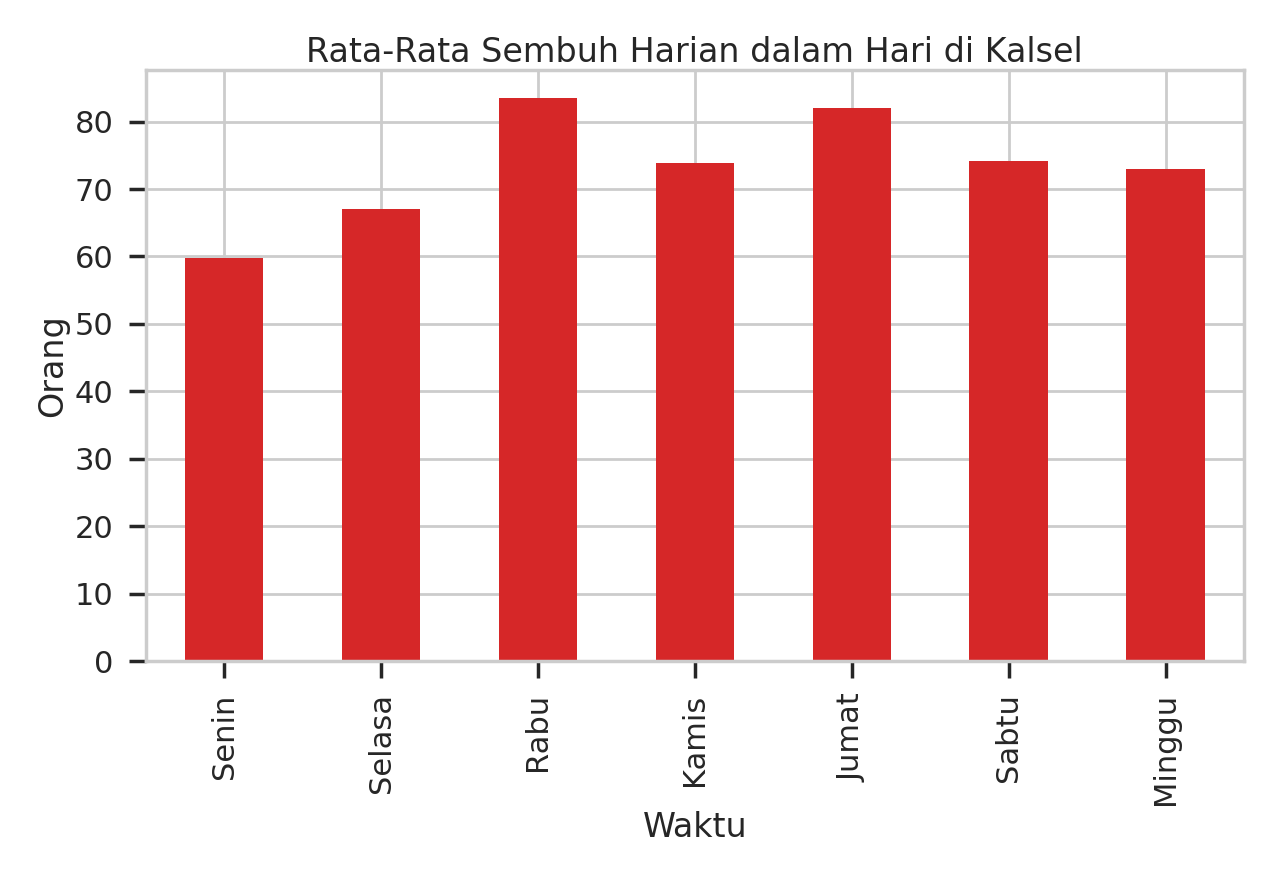 Rata-Rata Sembuh Harian dalam Hari di Kalsel
Orang
80
70
60
50
40
30
20
10
0
Senin
Selasa
Rabu
Kamis
Jumat
Sabtu
Minggu
Waktu